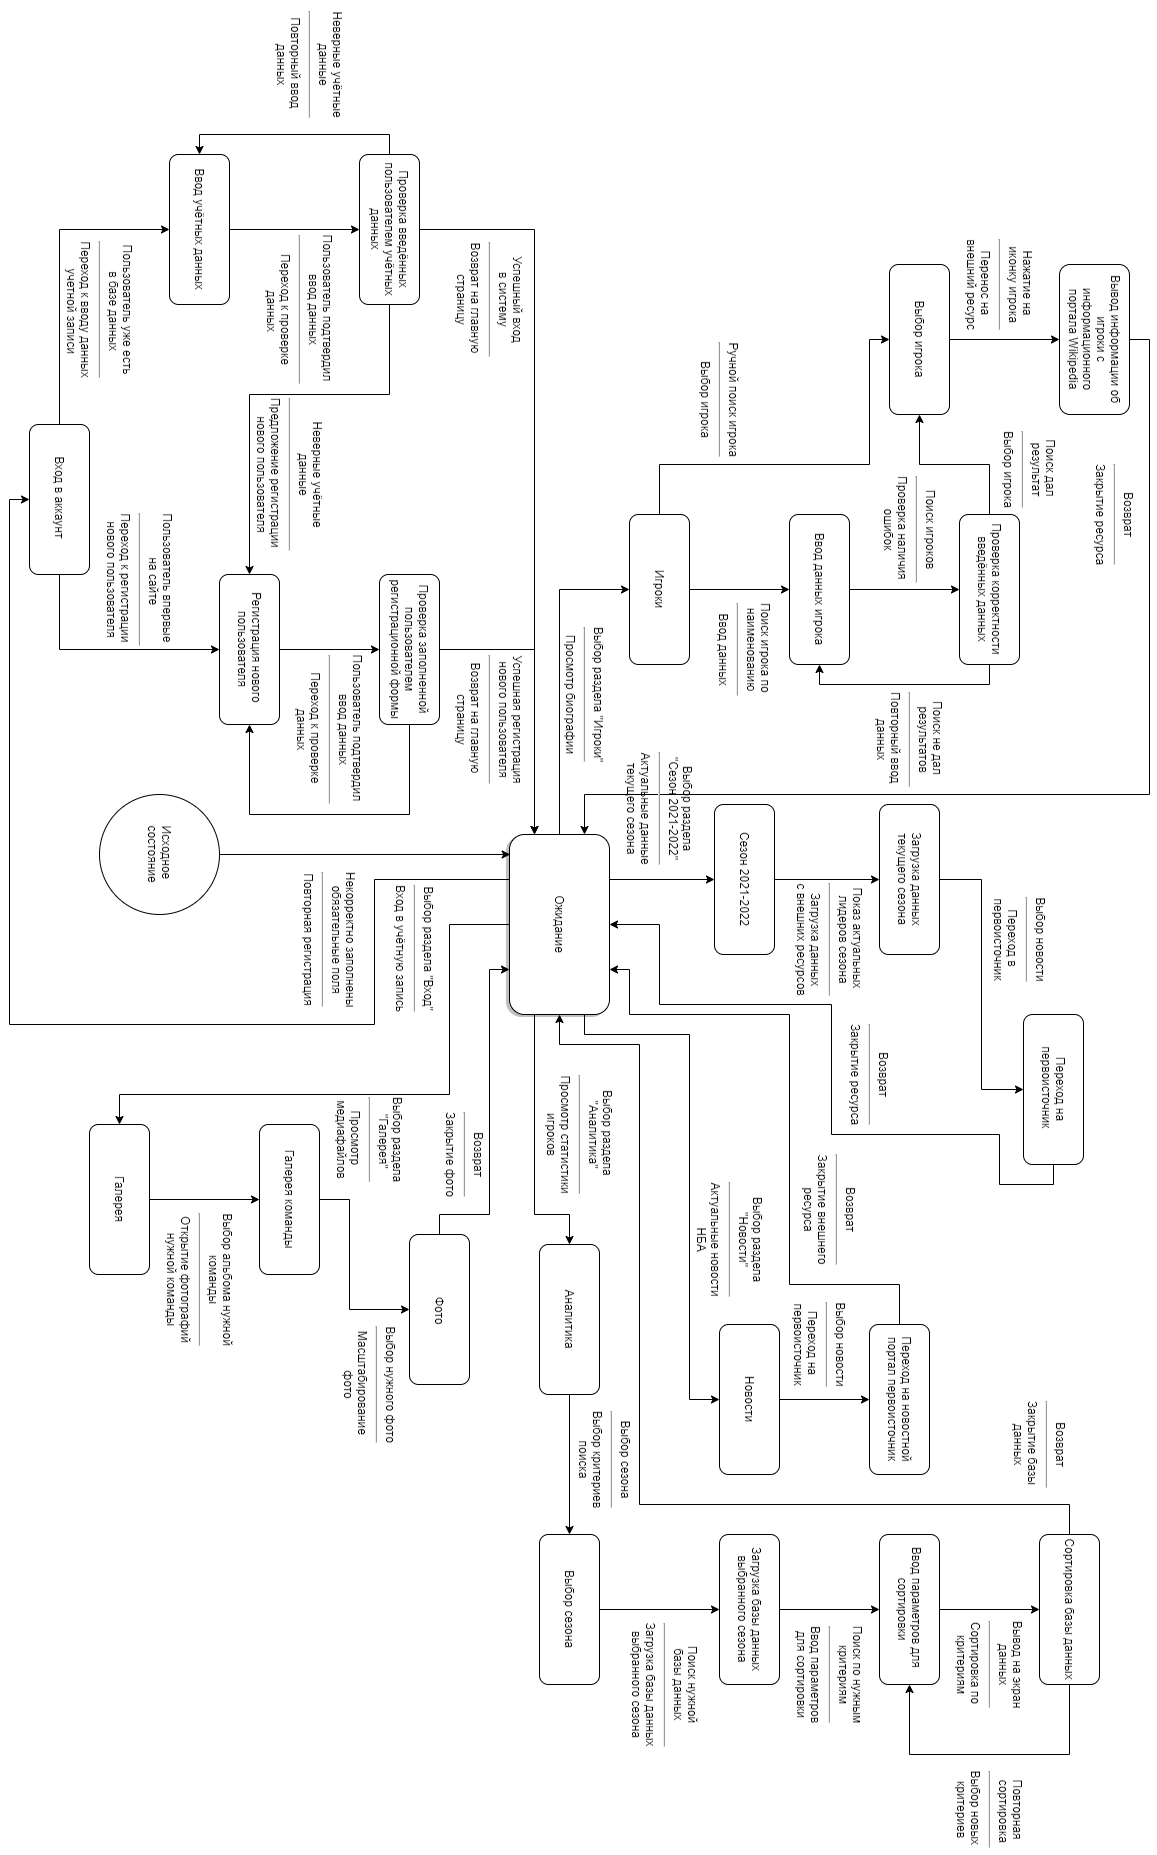 Неверные учётные
данные
Повторный ввод
данных
Ввод учётных данных
Проверка введённых
пользователем учётных
данных
Пользователь уже есть
в базе данных
Переход к вводу данных
учетной записи
Пользователь подтвердил
ввод данных
Переход к проверке
данных
Успешный вход
в систему
Возврат на главную
страницу
Вход в аккаунт
Неверные учётные
данные
Предложение регистрации
нового пользователя
Пользователь впервые
на сайте
Переход к регистрации
нового пользователя
Регистрация нового
пользователя
Проверка заполненной
пользователем
регистрационной формы
Пользователь подтвердил
ввод данных
Переход к проверке
данных
Успешная регистрация
нового пользователя
Возврат на главную
страницу
Исходное
состояние
Некорректно заполнены
обязательные поля
Повторная регистрация
Выбор раздела "Вход"
Вход в учётную запись
Ожидание
Вывод информации об
игроки с
информационного
портала Wikipedia
Нажатие на
иконку игрока
Перенос на
внешний ресурс
Выбор игрока
Ручной поиск игрока
Выбор игрока
Поиск дал
результат
Выбор игрока
Возврат
Закрытие ресурса
Поиск игроков
Проверка наличия
ошибок
Проверка корректности
введённых данных
Ввод данных игрока
Игроки
Поиск игрока по
наименованию
Ввод данных
Поиск не дал
результатов
Повторный ввод
данных
Выбор раздела "Игроки"
Просмотр биографии
Выбор раздела
"Сезон 2021-2022"
Актуальные данные
текущего сезона
Сезон 2021-2022
Загрузка данных
текущего сезона
Показ актуальных
лидеров сезона
Загрузка данных
с внешних ресурсов
Выбор новости
Переход в
первоисточник
Переход на
первоисточник
Возврат
Закрытие ресурса
Возврат
Закрытие внешнего
ресурса
Выбор раздела
"Новости"
Актуальные новости
НБА
Новости
Выбор новости
Переход на
первоисточник
Переход на новостной
портал первоисточник
Выбор раздела
"Аналитика"
Просмотр статистики
игроков
Аналитика
Возврат
Закрытие фото
Выбор раздела
"Галерея"
Просмотр
медиафайлов
Галерея
Галерея команды
Выбор альбома нужной
команды
Открытие фотографий
нужной команды
Фото
Выбор нужного фото
Масштабирование
фото
Выбор сезона
Выбор критериев
поиска
Возврат
Закрытие базы
данных
Выбор сезона
Загрузка базы данных
выбранного сезона
Ввод параметров для
сортировки
Сортировка базы данных
Поиск нужной
базы данных
Загрузка базы данных
выбранного сезона
Поиск по нужным
критериям
Ввод параметров
для сортировки
Вывод на экран
данных
Сортировка по
критериям
Повторная
сортировка
Выбор новых
критериев